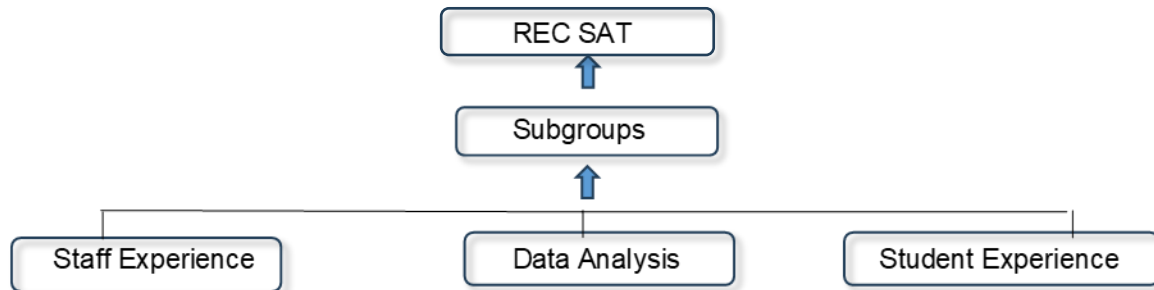 REC SAT
Subgroups
Staff Experience
Data Analysis
Student Experience